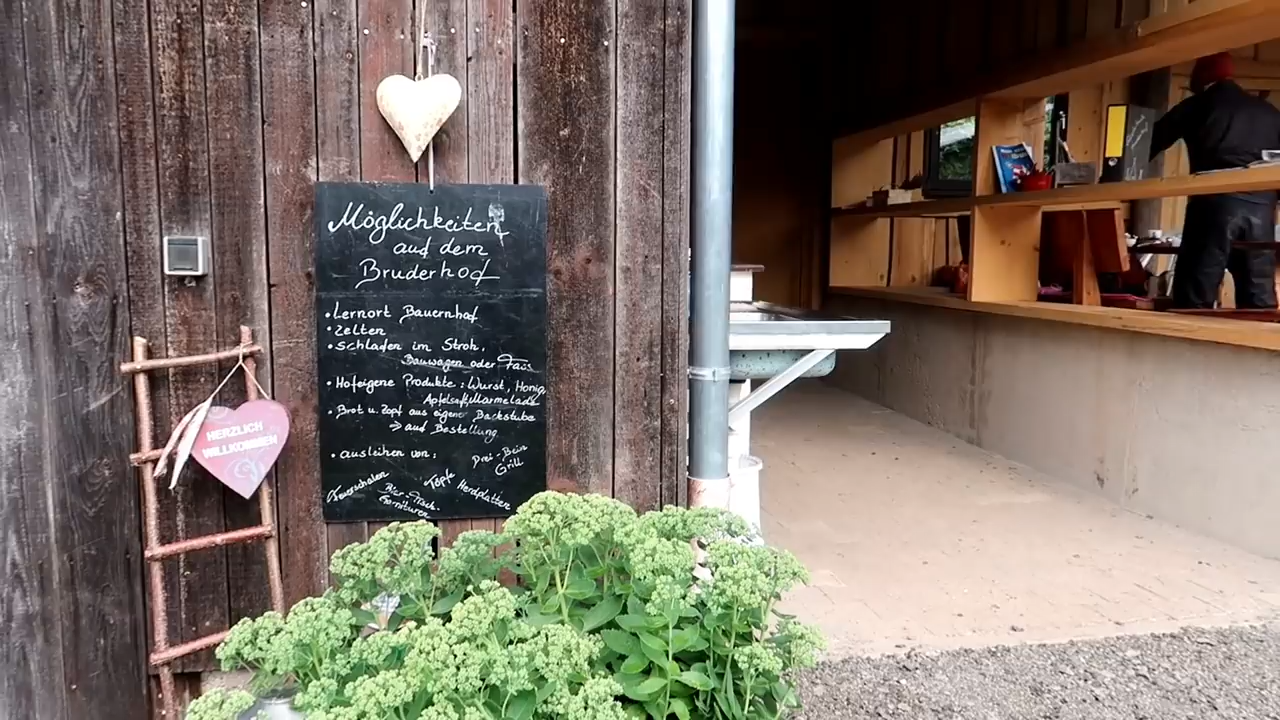 Möglichkeiten
auf dem
Bruderhof
• Lernort Bauernhof
• Zelten
• Schlafen im Stroh,
Bauwagen oder Fass
• Hofeigene Produkte : Wurst, Honig,
Apfelsaft, Marmelade
• Brot u. Zopf aus eigener Backstube
→ auf Bestellung
• ausleihen von :
Drei-Bein
Grill
Feuerschalen
Bier-Tisch-
Garnituren
Töpfe
Herdplatten
HERZLICH
WILLKOMMEN